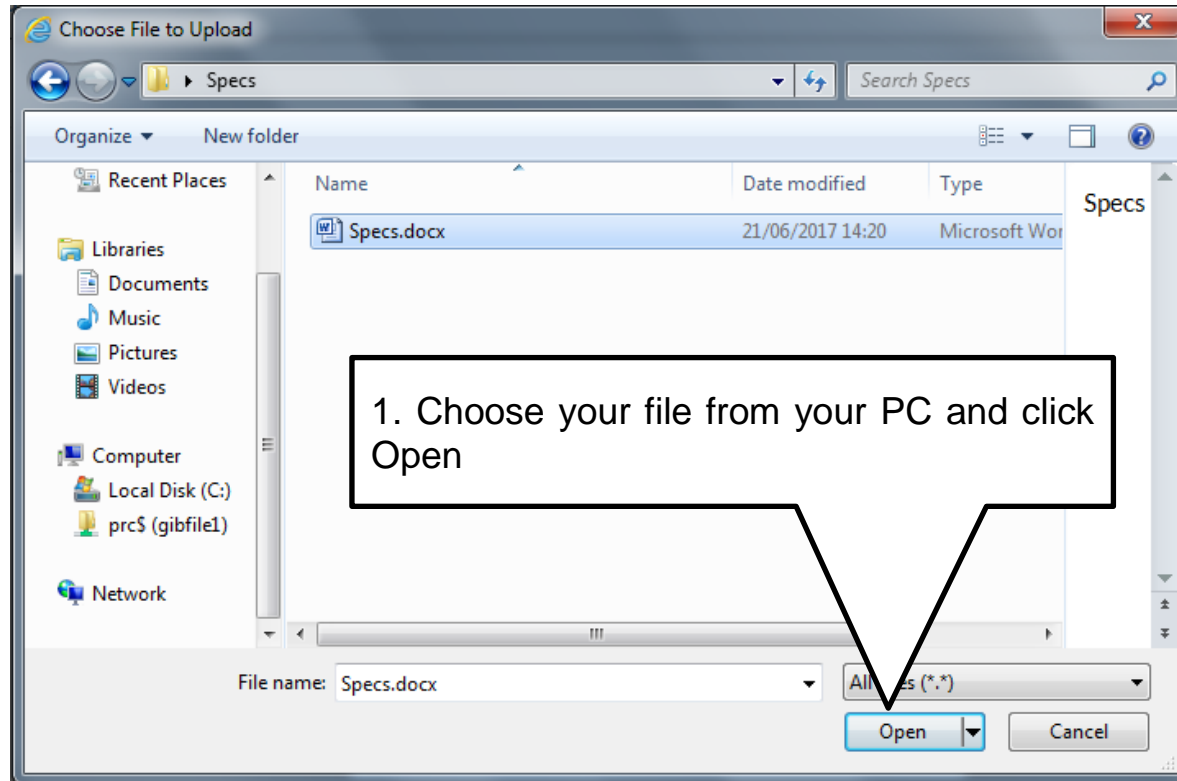 Choose File to Upload
Specs
Search Specs
Organize
New folder
Recent Places
Libraries
Documents
Music
Pictures
Videos
Computer
Local Disk (C:)
prc$ (gibfile1)
Network
Name
Date modified
Type
Specs.docx
21/06/2017 14:20
Microsoft Wor
Specs
1. Choose your file from your PC and click
Open
File name:
Specs.docx
(*.*)
Open
Cancel